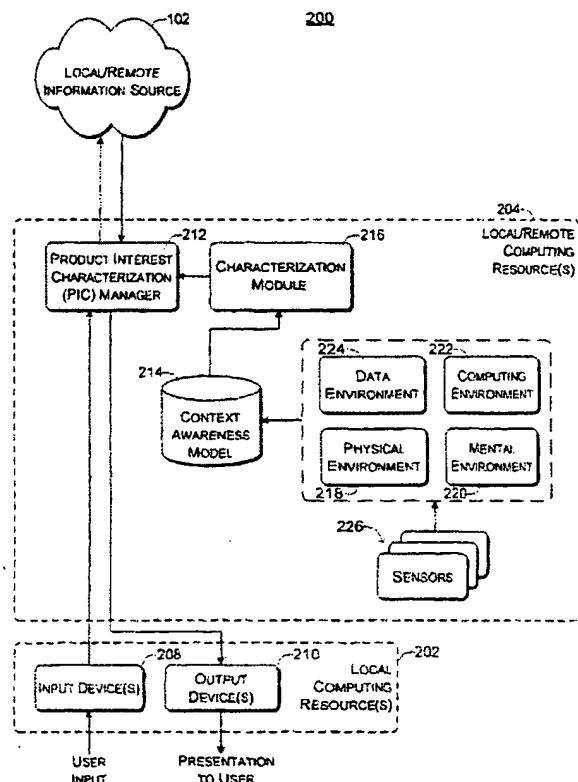 102
200
LOCAL/REMOTE
INFORMATION SOURCE
204
LOCAL/REMOTE
COMPUTING
RESOURCE(S)
212
PRODUCT INTEREST
CHARACTERIZATION
(PIC) MANAGER
216
CHARACTERIZATION
MODULE
214
CONTEXT
AWARENESS
MODEL
224
DATA
ENVIRONMENT
222
COMPUTING
ENVIRONMENT
PHYSICAL
ENVIRONMENT
218
MENTAL
ENVIRONMENT
220
226
SENSORS
202
LOCAL
COMPUTING
RESOURCE(S)
208
INPUT DEVICE(S)
210
OUTPUT
DEVICE(S)
USER
INPUT
PRESENTATION
TO USER